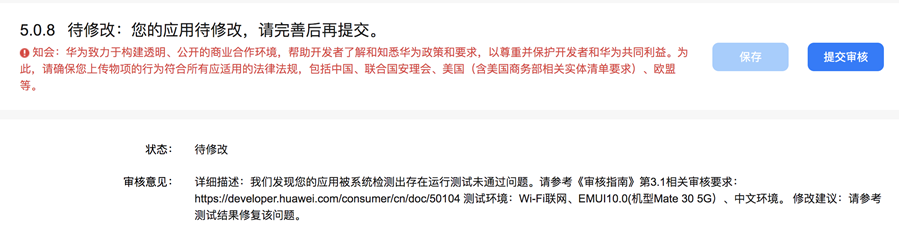 5.0.8 待修改：您的应用待修改，请完善后再提交。
知会：华为致力于构建透明、公开的商业合作环境，帮助开发者了解和知悉华为政策和要求，以尊重并保护开发者和华为共同利益。为
此，请确保您上传物项的行为符合所有应适用的法律法规，包括中国、联合国安理会、美国（含美国商务部相关实体清单要求）、欧盟
等。
保存
提交审核
状态：
待修改
审核意见：
详细描述：我们发现您的应用被系统检测出存在运行测试未通过问题。请参考《审核指南》第3.1相关审核要求：
https://developer.huawei.com/consumer/cn/doc/50104 测试环境：Wi-Fi联网、EMUI10.0(机型Mate 30 5G）、中文环境。 修改建议：请参考
测试结果修复该问题。